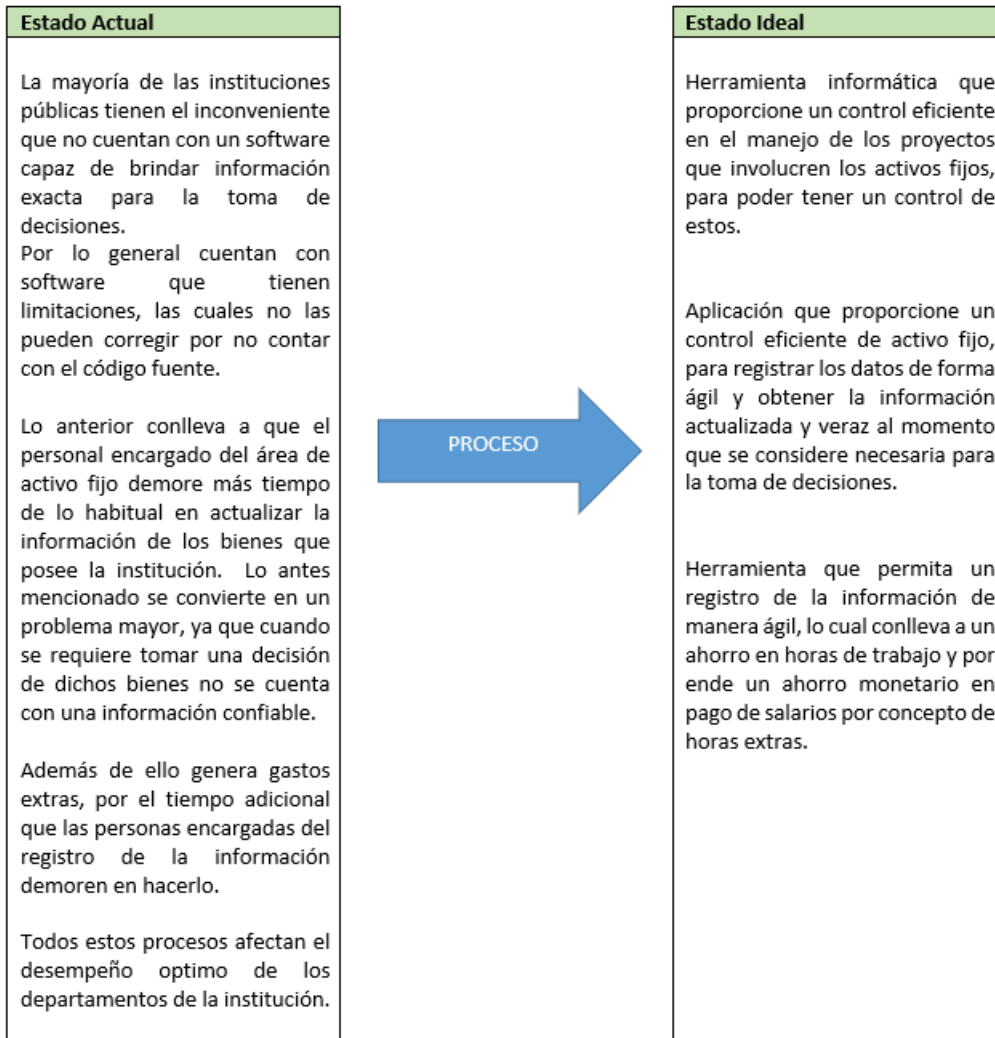 Estado Actual
La mayoría de las instituciones
públicas tienen el inconveniente
que no cuentan con un software
capaz de brindar información
exacta para la toma de
decisiones.
Por lo general cuentan con
software que tienen
limitaciones, las cuales no las
pueden corregir por no contar
con el código fuente.
Lo anterior conlleva a que el
personal encargado del área de
activo fijo demore más tiempo
de lo habitual en actualizar la
información de los bienes que
posee la institución. Lo antes
mencionado se convierte en un
problema mayor, ya que cuando
se requiere tomar una decisión
de dichos bienes no se cuenta
con una información confiable.
Además de ello genera gastos
extras, por el tiempo adicional
que las personas encargadas del
registro de la información
demoren en hacerlo.
Todos estos procesos afectan el
desempeño optimo de los
departamentos de la institución.
PROCESO
Estado Ideal
Herramienta informática que
proporcione un control eficiente
en el manejo de los proyectos
que involucren los activos fijos,
para poder tener un control de
estos.
Aplicación que proporcione un
control eficiente de activo fijo,
para registrar los datos de forma
ágil y obtener la información
actualizada y veraz al momento
que se considere necesaria para
la toma de decisiones.
Herramienta que permita un
registro de la información de
manera ágil, lo cual conlleva a un
ahorro en horas de trabajo y por
ende un ahorro monetario en
pago de salarios por concepto de
horas extras.